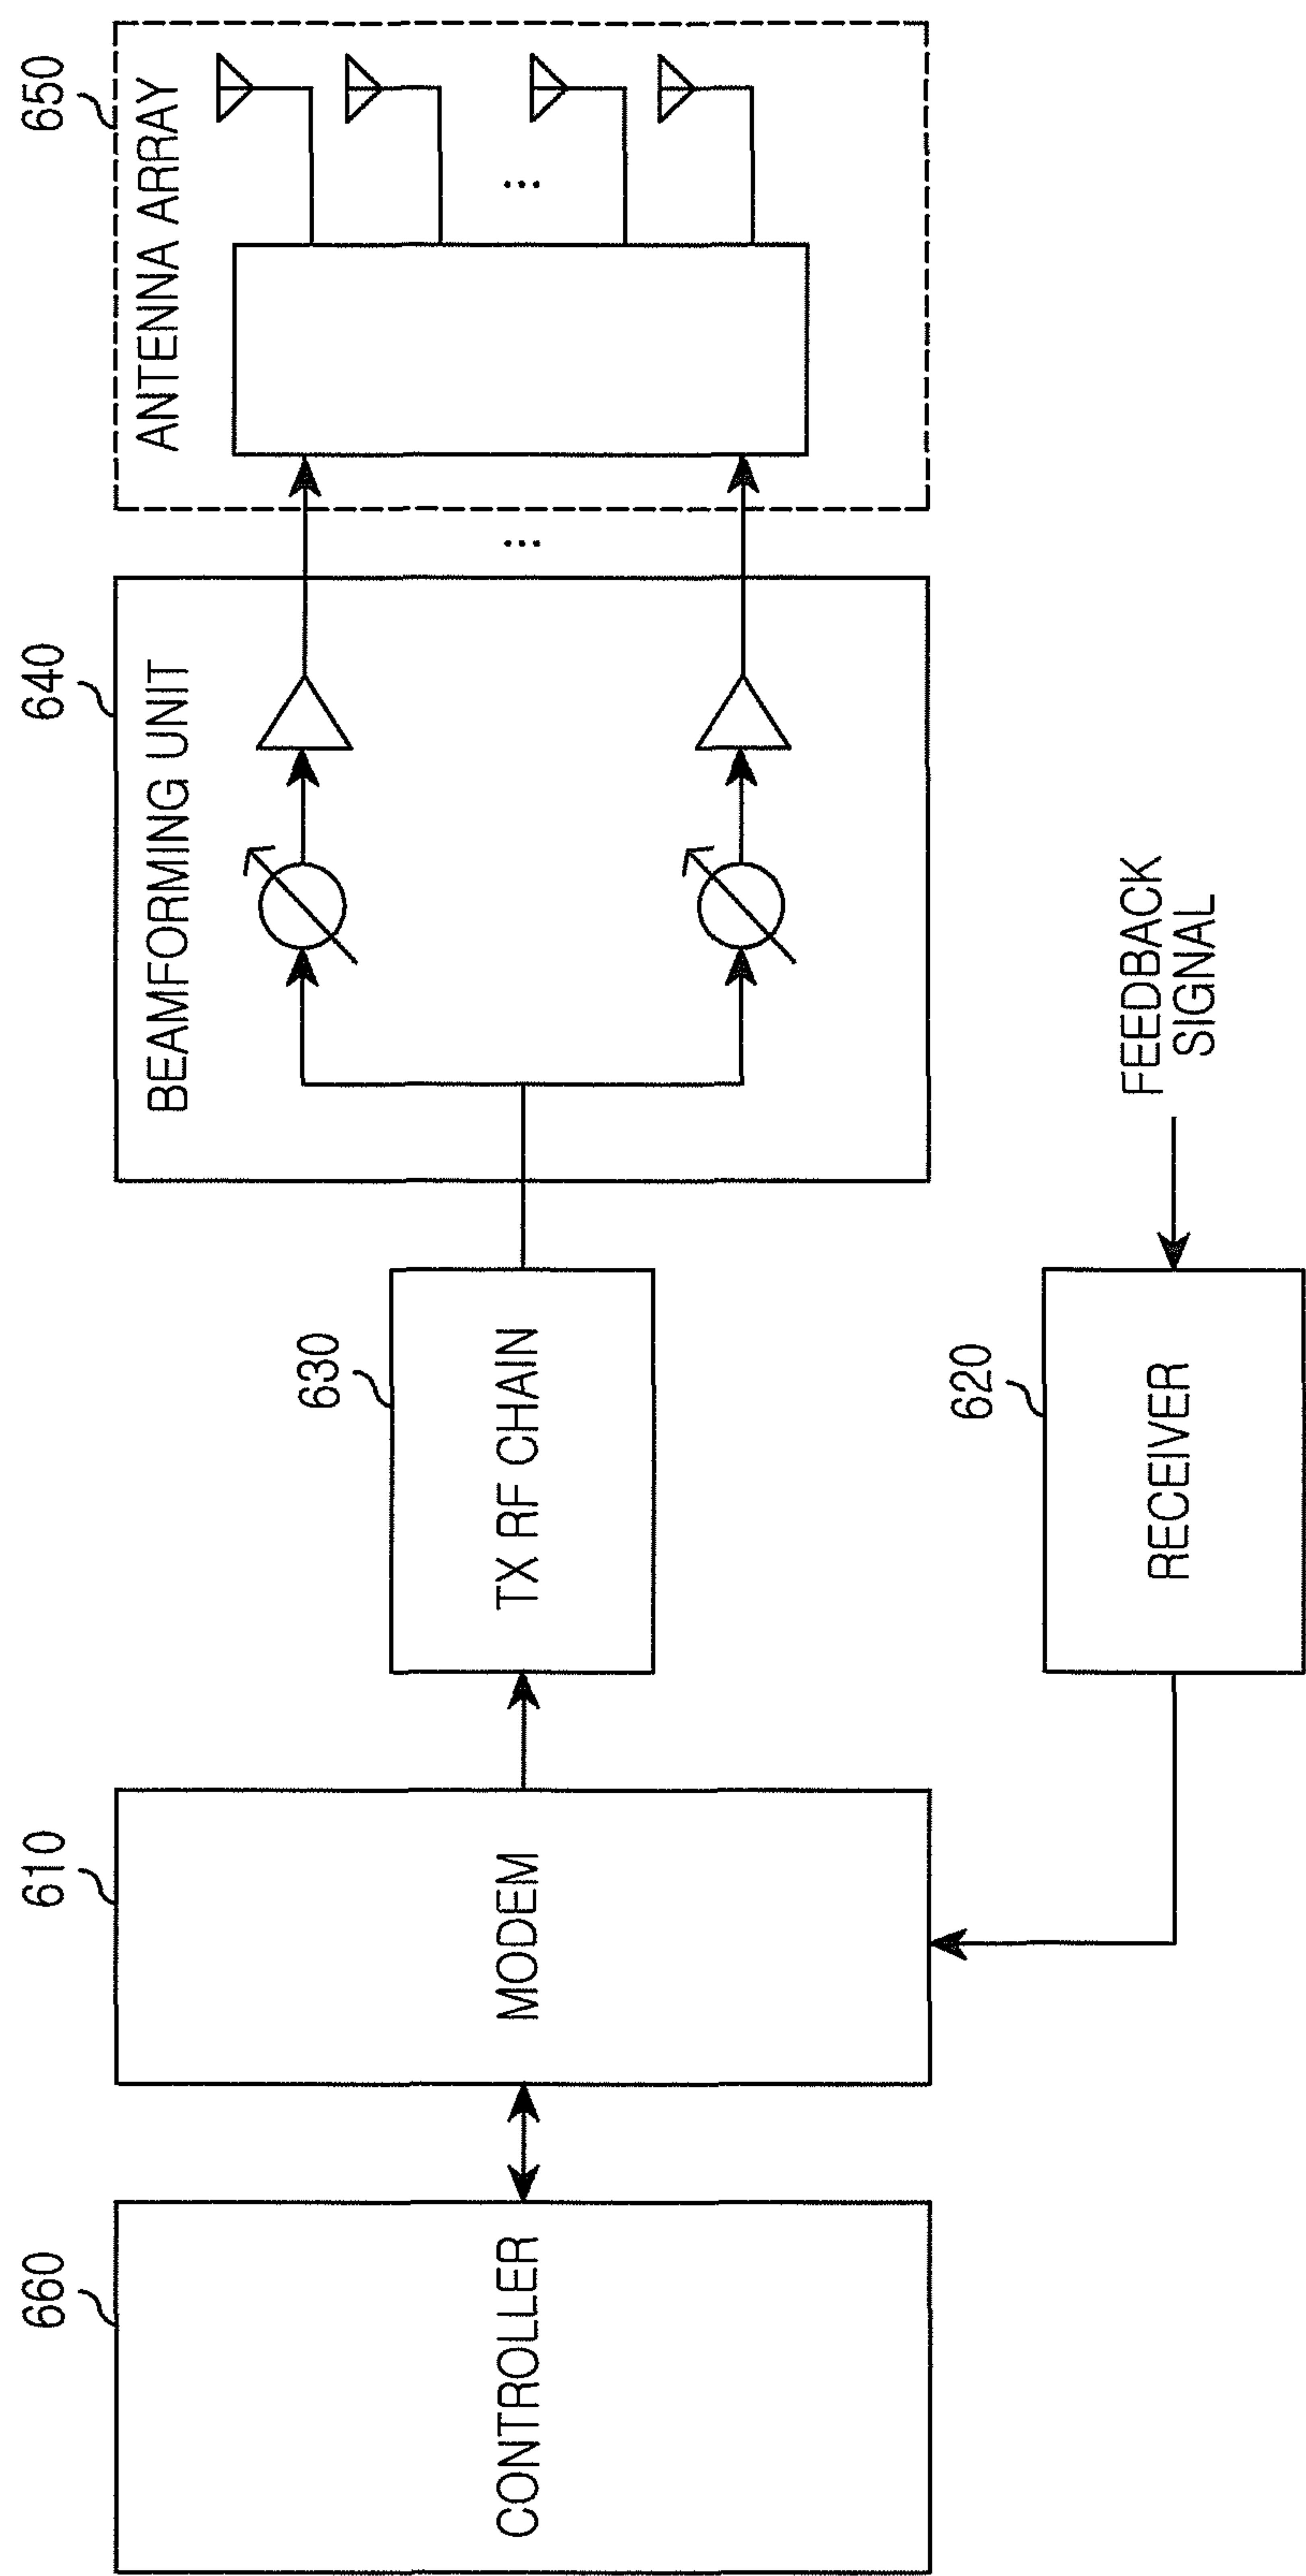 660
CONTROLLER
610
MODEM
630
TX RF CHAIN
640
BEAMFORMING UNIT
...
650
ANTENNA ARRAY
...
620
RECEIVER
FEEDBACK
SIGNAL